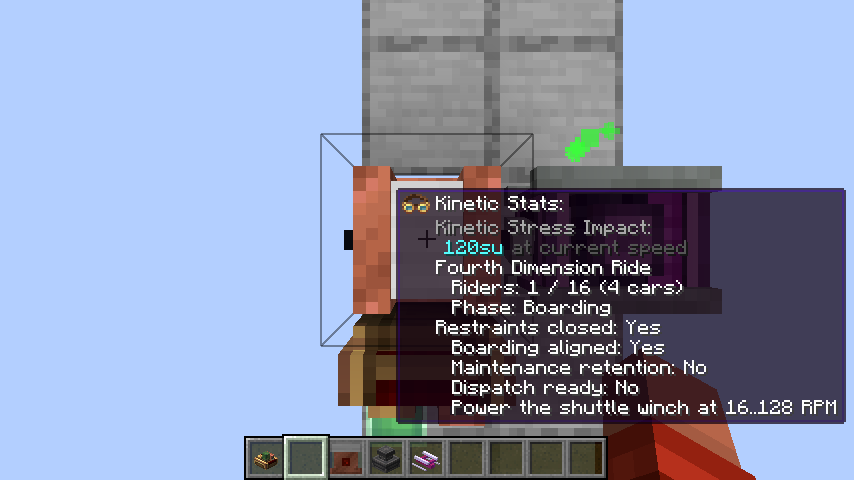 Kinetic Stats:
Kinetic Stress Impact:
120su at current speed
Fourth Dimension Ride
Riders: 1 / 16 (4 cars)
Phase: Boarding
Restraints closed: Yes
Boarding aligned: Yes
Maintenance retention: No
Dispatch ready: No
Power the shuttle winch at 16..128 RPM